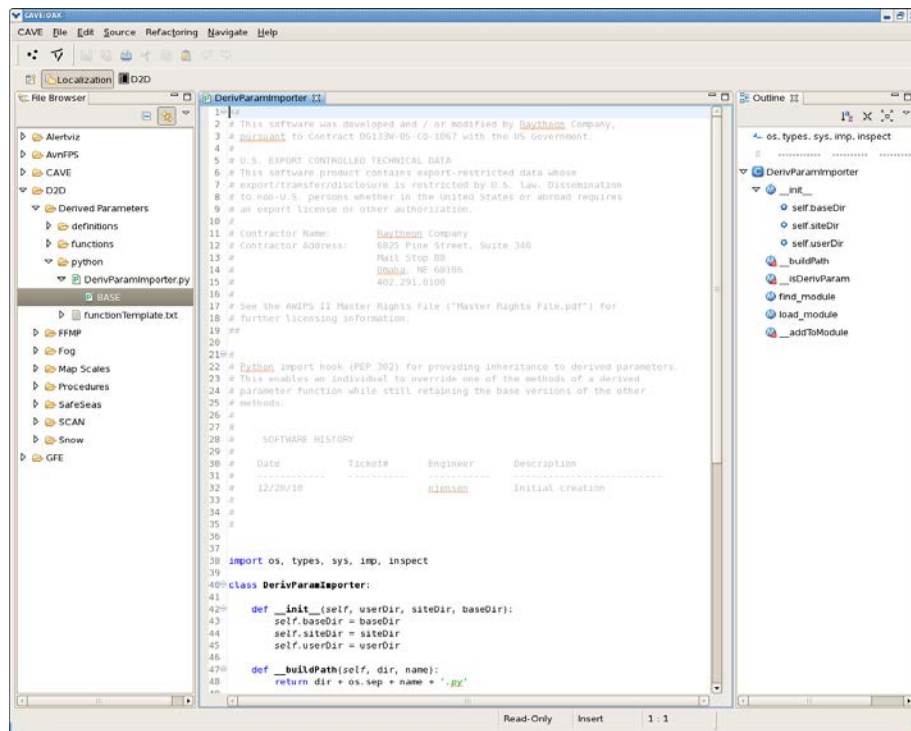 CAVE:OAX
CAVE File Edit Source Refactoring Navigate Help
Localization D2D
File Browser
Alertviz
AvnFPS
CAVE
D2D
Derived Parameters
definitions
functions
python
DerivParamImporter.py
BASE
functionTemplate.txt
FFMP
Fog
Map Scales
Procedures
SafeSeas
SCAN
Snow
GFE
DerivParamImporter
1 ##
2 # This software was developed and / or modified by Raytheon Company,
3 # pursuant to Contract DG133W-05-CQ-1067 with the US Government.
4 #
5 # U.S. EXPORT CONTROLLED TECHNICAL DATA
6 # This software product contains export-restricted data whose
7 # export/transfer/disclosure is restricted by U.S. law. Dissemination
8 # to non-U.S. persons whether in the United States or abroad requires
9 # an export license or other authorization.
10 #
11 # Contractor Name: Raytheon Company
12 # Contractor Address: 6825 Pine Street, Suite 340
13 # Mail Stop B8
14 # Omaha, NE 68106
15 # 402.291.0100
16 #
17 # See the AWIPS II Master Rights File ("Master Rights File.pdf") for
18 # further licensing information.
19 ##
20
21 #
22 # Python import hook (PEP 302) for providing inheritance to derived parameters.
23 # This enables an individual to override one of the methods of a derived
24 # parameter function while still retaining the base versions of the other
25 # methods.
26 #
27 #
28 # SOFTWARE HISTORY
29 #
30 # Date Ticket# Engineer Description
31 # ------------ ---------- ----------- --------------------------
32 # 12/20/10 njensen Initial creation
33 #
34 #
35 #
36
37
38 import os, types, sys, imp, inspect
39
40 class DerivParamImporter:
41
42 def __init__(self, userDir, siteDir, baseDir):
43 self.baseDir = baseDir
44 self.siteDir = siteDir
45 self.userDir = userDir
46
47 def __buildPath(self, dir, name):
48 return dir + os.sep + name + '.py'
49
Outline
os, types, sys, imp, inspect
# ------------ ---------- --------
DerivParamImporter
__init__
self.baseDir
self.siteDir
self.userDir
__buildPath
__isDerivParam
find_module
load_module
__addToModule
Read-Only Insert 1 : 1